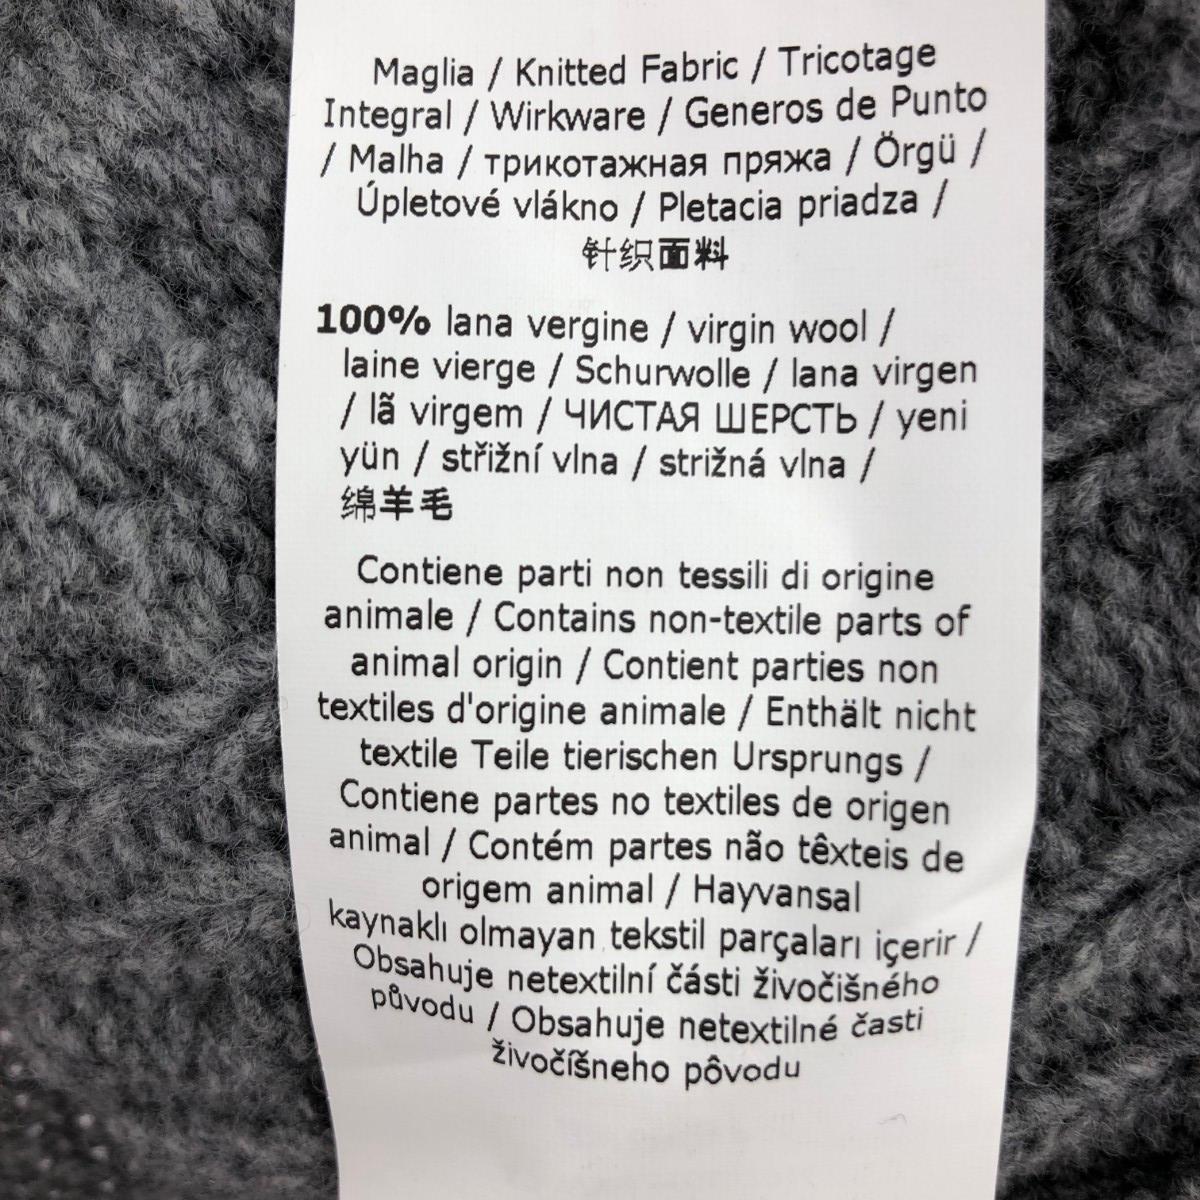 Maglia / Knitted Fabric / Tricotage
Integral / Wirkware / Generos de Punto
/ Malha / трикотажная пряжа / Örgü /
Úpletové vlákno / Pletacia priadza /
针织面料
100% lana vergine / virgin wool /
laine vierge / Schurwolle / lana virgen
/ lã virgem / ЧИСТАЯ ШЕРСТЬ / yeni
yün / střižní vlna / strižná vlna /
绵羊毛
Contiene parti non tessili di origine
animale / Contains non-textile parts of
animal origin / Contient parties non
textiles d'origine animale / Enthält nicht
textile Teile tierischen Ursprungs /
Contiene partes no textiles de origen
animal / Contém partes não têxteis de
origem animal / Hayvansal
kaynaklı olmayan tekstil parçaları içerir /
Obsahuje netextilní části živočišného
původu / Obsahuje netextilné časti
živočíšneho pôvodu